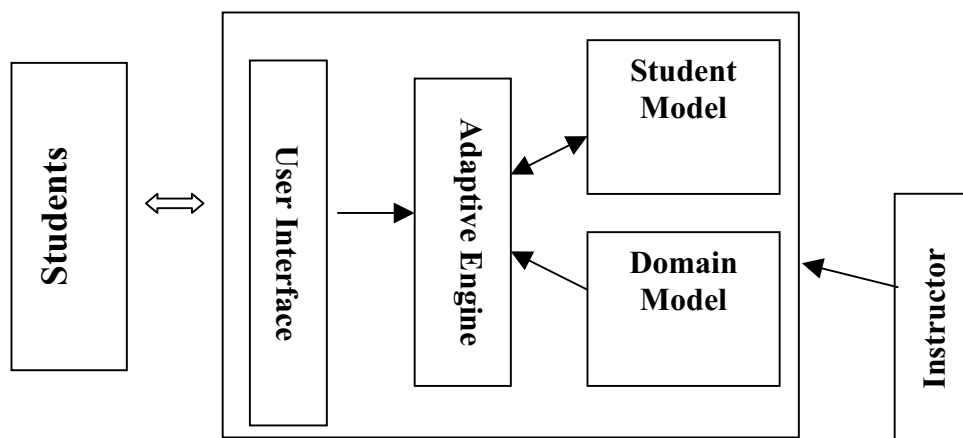 Students
User Interface
Adaptive Engine
Student
Model
Domain
Model
Instructor